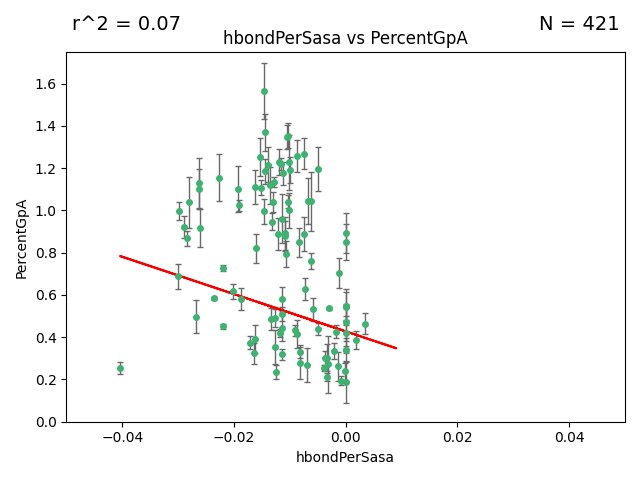 r^2 = 0.07
N = 421
hbondPerSasa vs PercentGpA
PercentGpA
1.6
1.4
1.2
1.0
0.8
0.6
0.4
0.2
0.0
−0.04
−0.02
0.00
0.02
0.04
hbondPerSasa